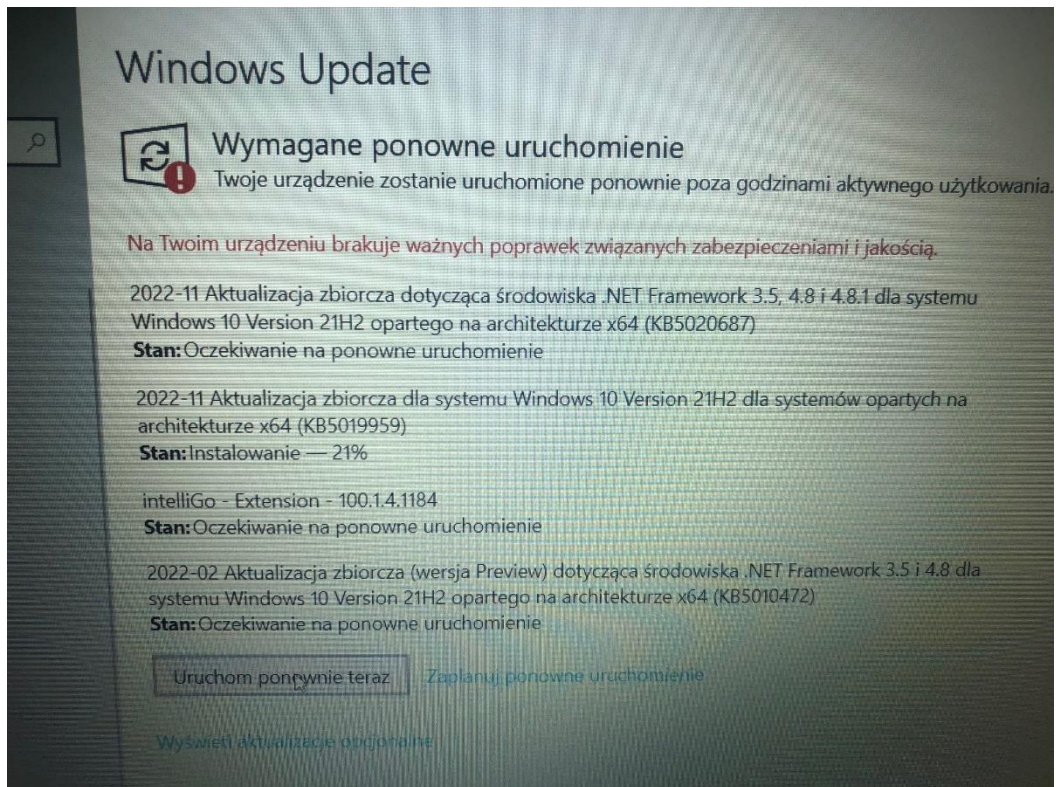 Windows Update
Wymagane ponowne uruchomienie
Twoje urządzenie zostanie uruchomione ponownie poza godzinami aktywnego użytkowania.
Na Twoim urządzeniu brakuje ważnych poprawek związanych zabezpieczeniami i jakością.
2022-11 Aktualizacja zbiorcza dotycząca środowiska .NET Framework 3.5, 4.8 i 4.8.1 dla systemu
Windows 10 Version 21H2 opartego na architekturze x64 (KB5020687)
Stan: Oczekiwanie na ponowne uruchomienie
2022-11 Aktualizacja zbiorcza dla systemu Windows 10 Version 21H2 dla systemów opartych na
architekturze x64 (KB5019959)
Stan: Instalowanie — 21%
intelliGo - Extension - 100.1.4.1184
Stan: Oczekiwanie na ponowne uruchomienie
2022-02 Aktualizacja zbiorcza (wersja Preview) dotycząca środowiska .NET Framework 3.5 i 4.8 dla
systemu Windows 10 Version 21H2 opartego na architekturze x64 (KB5010472)
Stan: Oczekiwanie na ponowne uruchomienie
Uruchom ponownie teraz Zaplanuj ponowne uruchomienie
Wyświetl aktualizacje opcjonalne